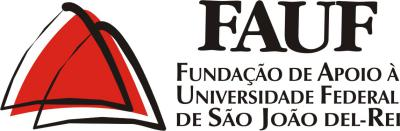 FAUF
FUNDAÇÃO DE APOIO À
UNIVERSIDADE FEDERAL
DE SÃO JOÃO DEL-REI